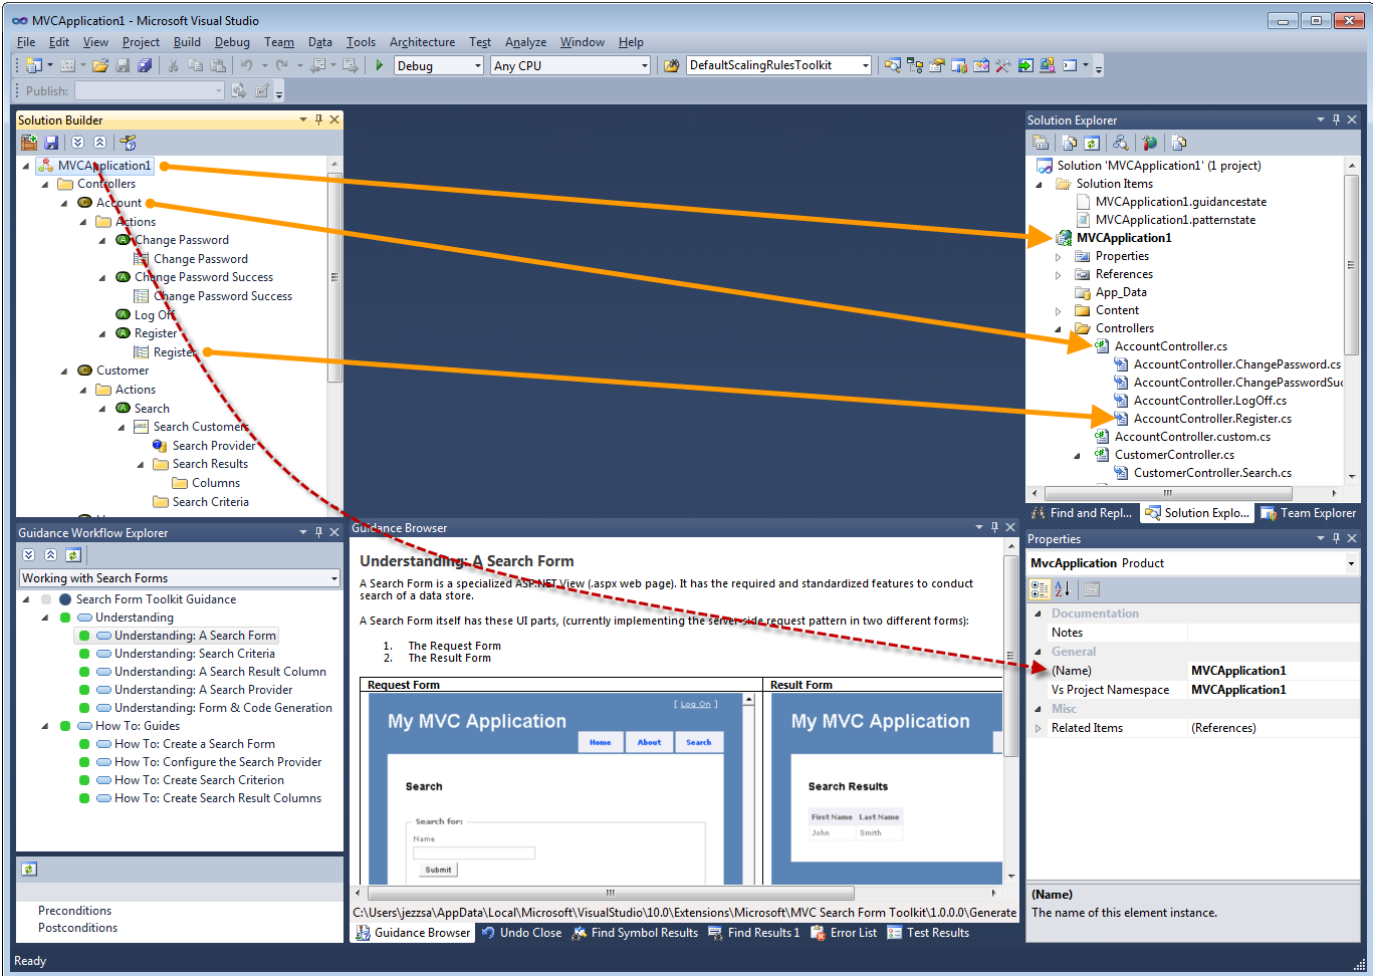 MVCApplication1 - Microsoft Visual Studio
File Edit View Project Build Debug Team Data Tools Architecture Test Analyze Window Help
Debug Any CPU DefaultScalingRulesToolkit
Publish:
Solution Builder
MVCApplication1
Controllers
Account
Actions
Change Password
Change Password
Change Password Success
Change Password Success
Log Off
Register
Register
Customer
Actions
Search
Search Customers
Search Provider
Search Results
Columns
Search Criteria
Solution Explorer
Solution 'MVCApplication1' (1 project)
Solution Items
MVCApplication1.guidancestate
MVCApplication1.patternstate
MVCApplication1
Properties
References
App_Data
Content
Controllers
AccountController.cs
AccountController.ChangePassword.cs
AccountController.ChangePasswordSuc
AccountController.LogOff.cs
AccountController.Register.cs
AccountController.custom.cs
CustomerController.cs
CustomerController.Search.cs
Find and Repl... Solution Explo... Team Explorer
Guidance Workflow Explorer
Working with Search Forms
Search Form Toolkit Guidance
Understanding
Understanding: A Search Form
Understanding: Search Criteria
Understanding: A Search Result Column
Understanding: A Search Provider
Understanding: Form & Code Generation
How To: Guides
How To: Create a Search Form
How To: Configure the Search Provider
How To: Create Search Criterion
How To: Create Search Result Columns
Preconditions
Postconditions
Guidance Browser
Understanding: A Search Form
A Search Form is a specialized ASP.NET View (.aspx web page). It has the required and standardized features to conduct
search of a data store.
A Search Form itself has these UI parts, (currently implementing the server-side request pattern in two different forms):
1. The Request Form
2. The Result Form
Request Form Result Form
[ Log On ]
My MVC Application
Home About Search
Search
Search for:
Name
Submit
My MVC Application
Search Results
First Name Last Name
John Smith
C:\Users\jezzsa\AppData\Local\Microsoft\VisualStudio\10.0\Extensions\Microsoft\MVC Search Form Toolkit\1.0.0.0\Generate
Guidance Browser Undo Close Find Symbol Results Find Results 1 Error List Test Results
Properties
MvcApplication Product
Documentation
Notes
General
(Name) MVCApplication1
Vs Project Namespace MVCApplication1
Misc
Related Items (References)
(Name)
The name of this element instance.
Ready